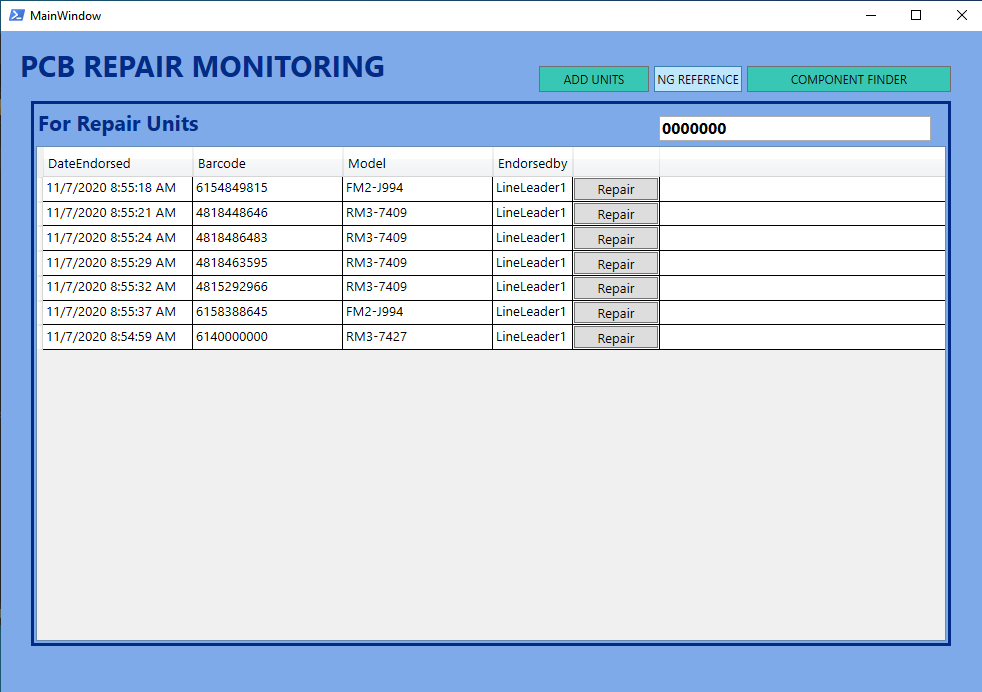 MainWindow
PCB REPAIR MONITORING
ADD UNITS NG REFERENCE COMPONENT FINDER
For Repair Units 0000000
DateEndorsed Barcode Model Endorsedby
11/7/2020 8:55:18 AM 6154849815 FM2-J994 LineLeader1 Repair
11/7/2020 8:55:21 AM 4818448646 RM3-7409 LineLeader1 Repair
11/7/2020 8:55:24 AM 4818486483 RM3-7409 LineLeader1 Repair
11/7/2020 8:55:29 AM 4818463595 RM3-7409 LineLeader1 Repair
11/7/2020 8:55:32 AM 4815292966 RM3-7409 LineLeader1 Repair
11/7/2020 8:55:37 AM 6158388645 FM2-J994 LineLeader1 Repair
11/7/2020 8:54:59 AM 6140000000 RM3-7427 LineLeader1 Repair